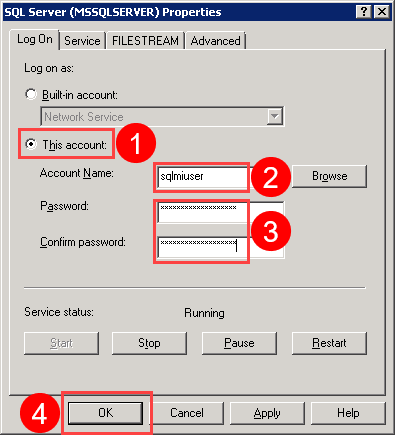 SQL Server (MSSQLSERVER) Properties
Log On Service FILESTREAM Advanced
Log on as:
Built-in account:
Network Service
This account: 1
Account Name: sqlmiuser 2 Browse
Password: ******************
3
Confirm password: ******************
Service status: Running
Start Stop Pause Restart
4 OK Cancel Apply Help